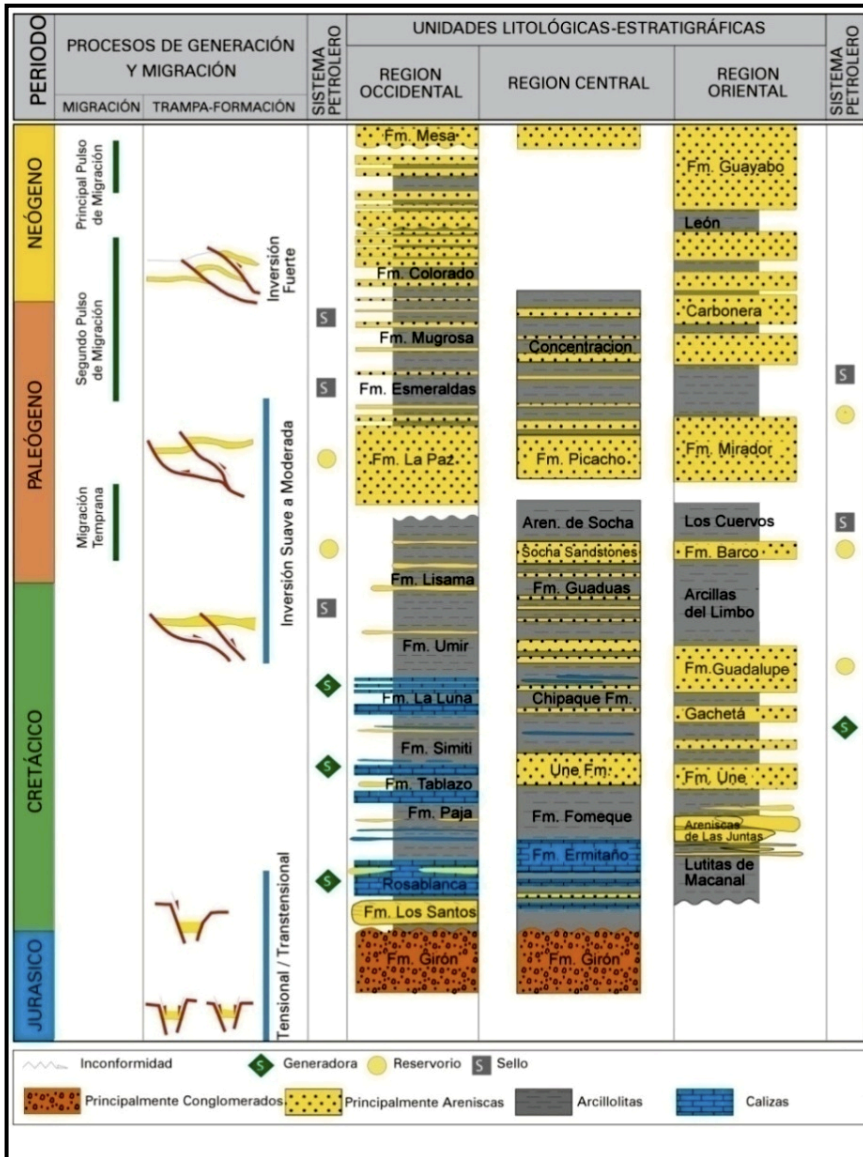 PERIODO
PROCESOS DE GENERACIÓN
Y MIGRACIÓN
MIGRACIÓN
TRAMPA-FORMACIÓN
SISTEMA
PETROLERO
UNIDADES LITOLÓGICAS-ESTRATIGRÁFICAS
REGION
OCCIDENTAL
REGION CENTRAL
REGION
ORIENTAL
SISTEMA
PETROLERO
NEÓGENO
PALEÓGENO
CRETÁCICO
JURASICO
Principal Pulso
de Migración
Segundo Pulso
de Migración
Migración
Temprana
Inversión
Fuerte
Inversión Suave a Moderada
Tensional / Transtensional
S
S
S
S
S
S
Fm. Mesa
Fm. Colorado
Fm. Mugrosa
Fm. Esmeraldas
Fm. La Paz
Fm. Lisama
Fm. Umir
Fm. La Luna
Fm. Simiti
Fm. Tablazo
Fm. Paja
Rosablanca
Fm. Los Santos
Fm. Girón
Concentracion
Fm. Picacho
Aren. de Socha
Socha Sandstones
Fm. Guaduas
Chipaque Fm.
Une Fm.
Fm. Fomeque
Fm. Ermitaño
Fm. Girón
Fm. Guayabo
León
Carbonera
Fm. Mirador
Los Cuervos
Fm. Barco
Arcillas
del Limbo
Fm. Guadalupe
Gachetá
Fm. Une
Areniscas
de Las Juntas
Lutitas de
Macanal
S
S
S
Inconformidad
S Generadora
Reservorio
S Sello
Principalmente Conglomerados
Principalmente Areniscas
Arcillolitas
Calizas